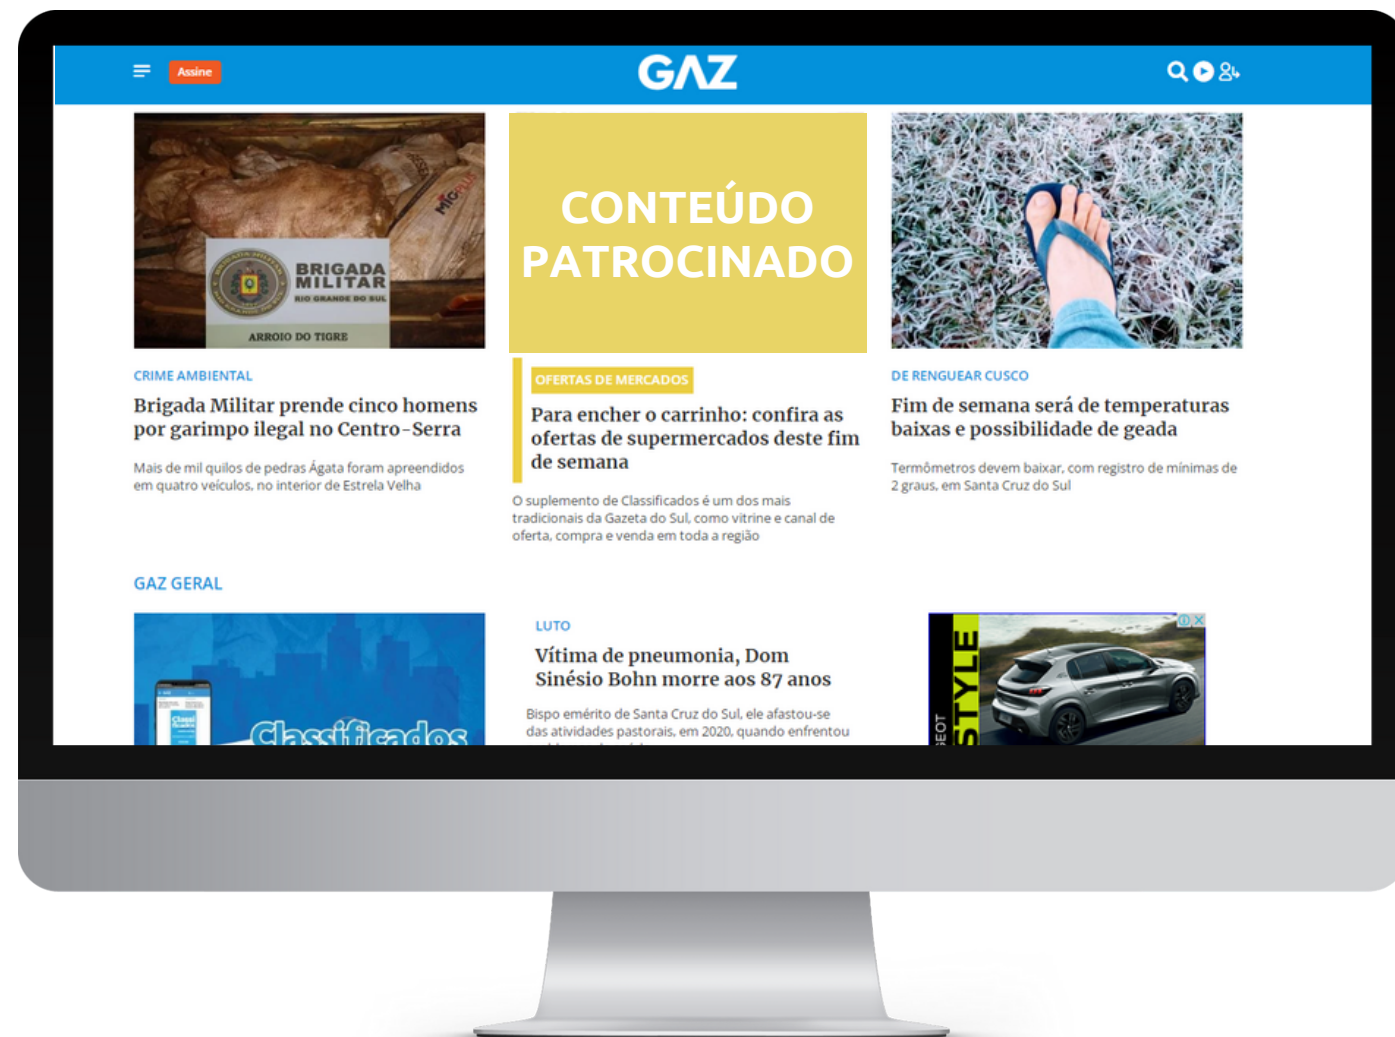 Assine
GAZ
MIGPLUS
BRIGADA MILITAR
BRIGADA
MILITAR
RIO GRANDE DO SUL
ARROIO DO TIGRE
CRIME AMBIENTAL
Brigada Militar prende cinco homens
por garimpo ilegal no Centro-Serra
Mais de mil quilos de pedras Ágata foram apreendidos
em quatro veículos, no interior de Estrela Velha
CONTEÚDO
PATROCINADO
OFERTAS DE MERCADOS
Para encher o carrinho: confira as
ofertas de supermercados deste fim
de semana
O suplemento de Classificados é um dos mais
tradicionais da Gazeta do Sul, como vitrine e canal de
oferta, compra e venda em toda a região
DE RENGUEAR CUSCO
Fim de semana será de temperaturas
baixas e possibilidade de geada
Termômetros devem baixar, com registro de mínimas de
2 graus, em Santa Cruz do Sul
GAZ GERAL
Classi
ficados
Classificados
LUTO
Vítima de pneumonia, Dom
Sinésio Bohn morre aos 87 anos
Bispo emérito de Santa Cruz do Sul, ele afastou-se
das atividades pastorais, em 2020, quando enfrentou
EOT
STYLE